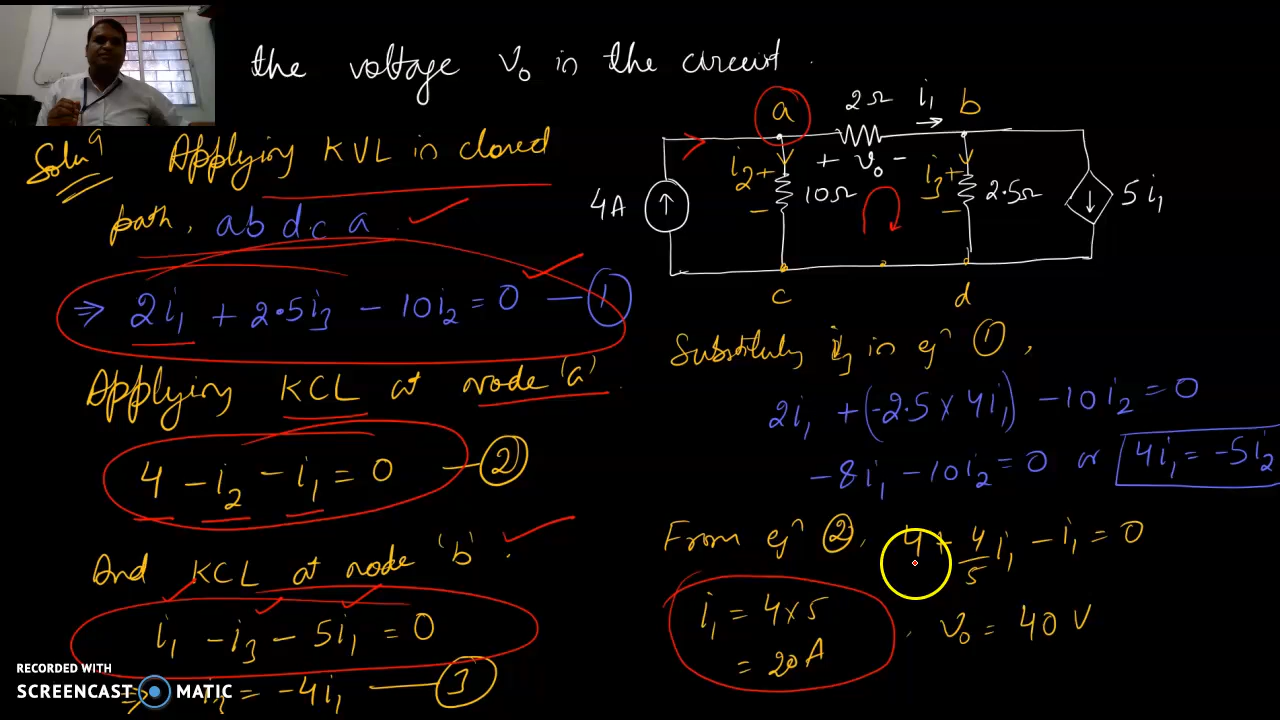 the voltage v₀ in the circuit.
Soluⁿ Applying KVL in closed
path, a b d c a.
⇒ 2i₁ + 2.5i₃ - 10i₂ = 0 — ①
Applying KCL at node 'a'.
4 - i₂ - i₁ = 0 — ②
And KCL at node 'b'.
i₁ - i₃ - 5i₁ = 0
⇒ i₃ = -4i₁ — ③
RECORDED WITH
SCREENCAST MATIC
a
2Ω
i₁
b
+ v₀ -
4A
i₂
+
-
10Ω
i₃
+
-
2.5Ω
5i₁
c
d
i₃ in eqⁿ ①,
2i₁ + (-2.5 × 4i₁) - 10i₂ = 0
-8i₁ - 10i₂ = 0 or 4i₁ = -5i₂
From eqⁿ ②, 4 + 4/5 i₁ - i₁ = 0
i₁ = 4×5
= 20A
, v₀ = 40 V